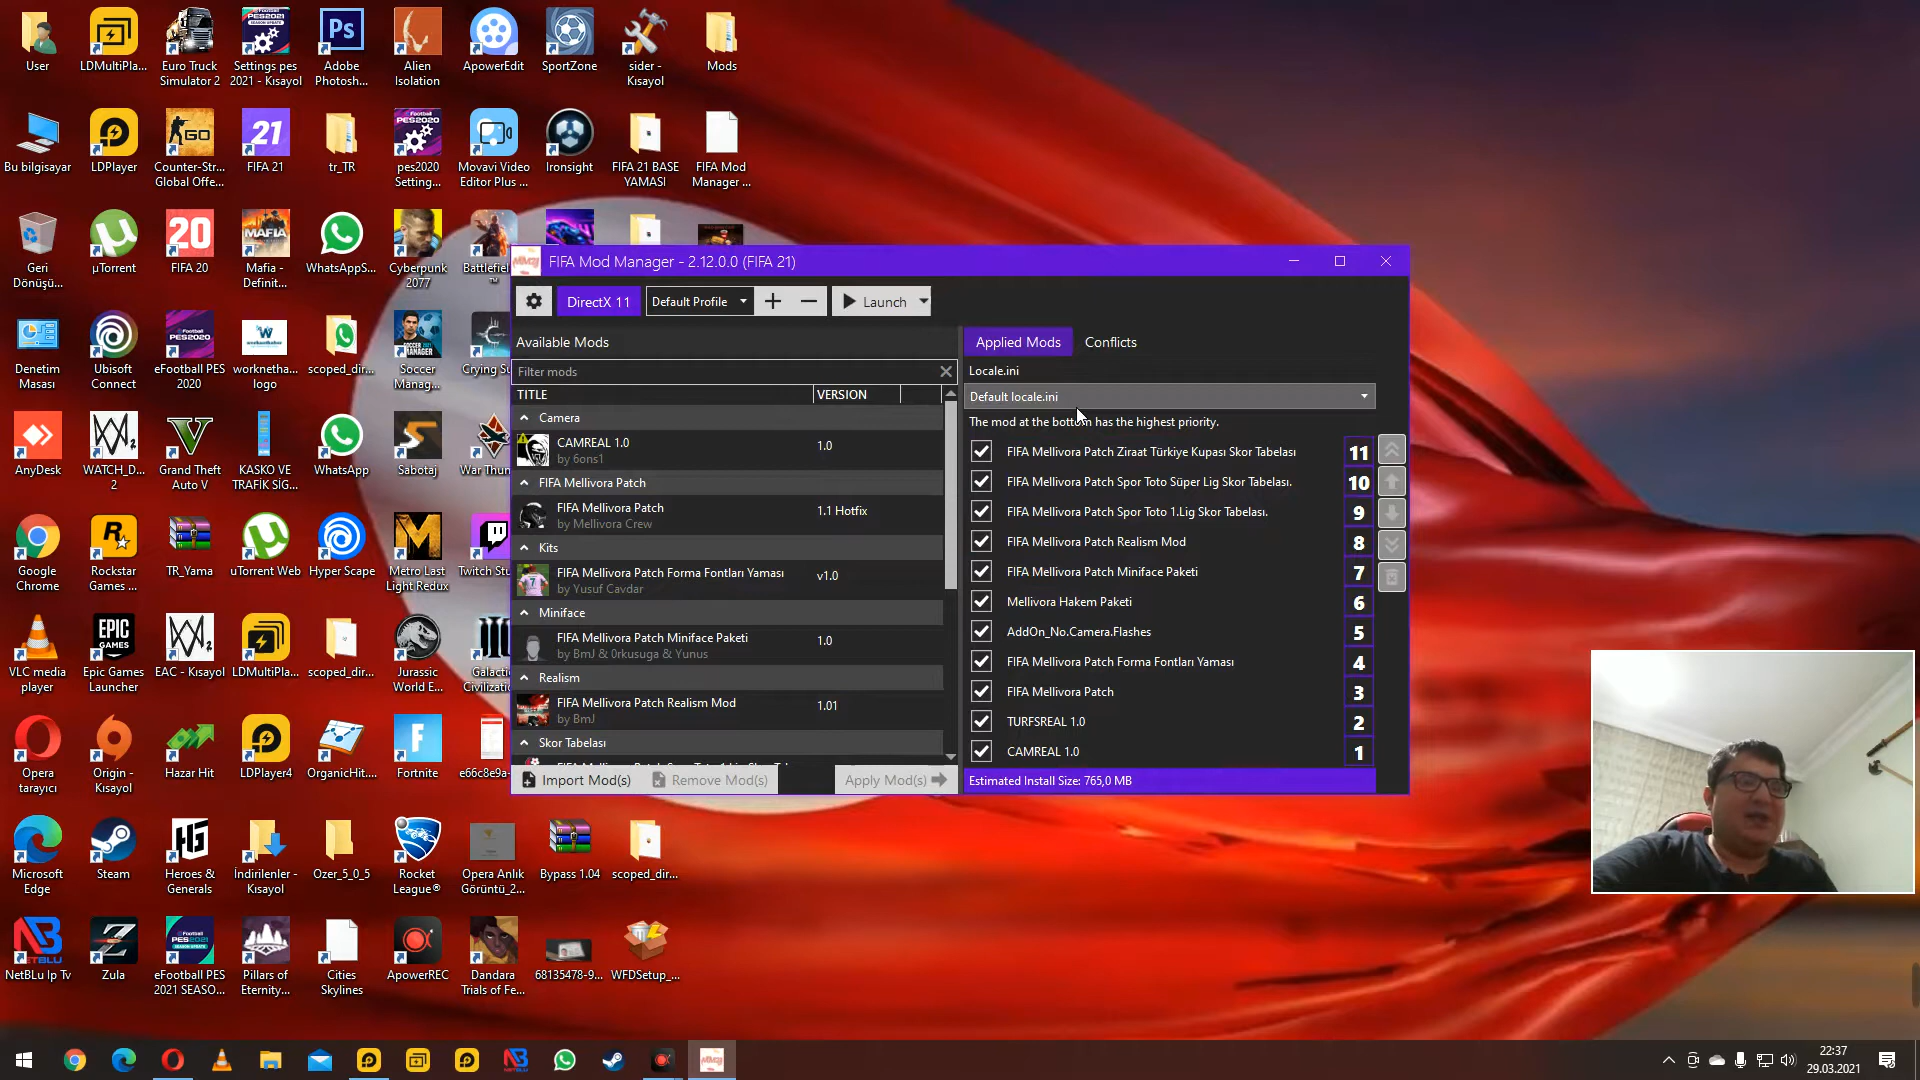 User
LDMultiPla...
Euro Truck
Simulator 2
Settings pes
2021 - Kısayol
Adobe
Photosh...
Alien
Isolation
ApowerEdit
SportZone
sider -
Kısayol
Mods
Bu bilgisayar
LDPlayer
Counter-Str...
Global Offe...
FIFA 21
tr_TR
pes2020
Setting...
Movavi Video
Editor Plus ...
Ironsight
FIFA 21 BASE
YAMASI
FIFA Mod
Manager ...
Geri
Dönüşü...
µTorrent
FIFA 20
Mafia -
Definit...
WhatsAppS...
Cyberpunk
2077
Battlefiel
™
Denetim
Masası
Ubisoft
Connect
eFootball PES
2020
worknetha...
logo
scoped_dir...
Soccer
Manag...
Crying Su
AnyDesk
WATCH_D...
2
Grand Theft
Auto V
KASKO VE
TRAFİK SİG...
WhatsApp
Sabotaj
War Thun
Google
Chrome
Rockstar
Games ...
TR_Yama
uTorrent Web
Hyper Scape
Metro Last
Light Redux
Twitch Stu
VLC media
player
Epic Games
Launcher
EAC - Kısayol
LDMultiPla...
scoped_dir...
Jurassic
World E...
Galactic
Civilizatio
Opera
tarayıcı
Origin -
Kısayol
Hazar Hit
LDPlayer4
OrganicHit....
Fortnite
e66c8e9a-
Microsoft
Edge
Steam
Heroes &
Generals
İndirilenler -
Kısayol
Ozer_5_0_5
Rocket
League®
Opera Anlık
Görüntü_2...
Bypass 1.04
scoped_dir...
NetBLu Ip Tv
Zula
eFootball PES
2021 SEASO...
Pillars of
Eternity...
Cities
Skylines
ApowerREC
Dandara
Trials of Fe...
68135478-9...
WFDSetup_...
FIFA Mod Manager - 2.12.0.0 (FIFA 21)
DirectX 11
Default Profile
Launch
Available Mods
Filter mods
TITLE
VERSION
Camera
CAMREAL 1.0
1.0
by 6ons1
FIFA Mellivora Patch
FIFA Mellivora Patch
1.1 Hotfix
by Mellivora Crew
Kits
FIFA Mellivora Patch Forma Fontları Yaması
v1.0
by Yusuf Cavdar
Miniface
FIFA Mellivora Patch Miniface Paketi
1.0
by BmJ & 0rkusuga & Yunus
Realism
FIFA Mellivora Patch Realism Mod
1.01
by BmJ
Skor Tabelası
Import Mod(s)
Remove Mod(s)
Apply Mod(s)
Applied Mods
Conflicts
Locale.ini
Default locale.ini
The mod at the bottom has the highest priority.
FIFA Mellivora Patch Ziraat Türkiye Kupası Skor Tabelası
11
FIFA Mellivora Patch Spor Toto Süper Lig Skor Tabelası.
10
FIFA Mellivora Patch Spor Toto 1.Lig Skor Tabelası.
9
FIFA Mellivora Patch Realism Mod
8
FIFA Mellivora Patch Miniface Paketi
7
Mellivora Hakem Paketi
6
AddOn_No.Camera.Flashes
5
FIFA Mellivora Patch Forma Fontları Yaması
4
FIFA Mellivora Patch
3
TURFSREAL 1.0
2
CAMREAL 1.0
1
Estimated Install Size: 765,0 MB
22:37
29.03.2021